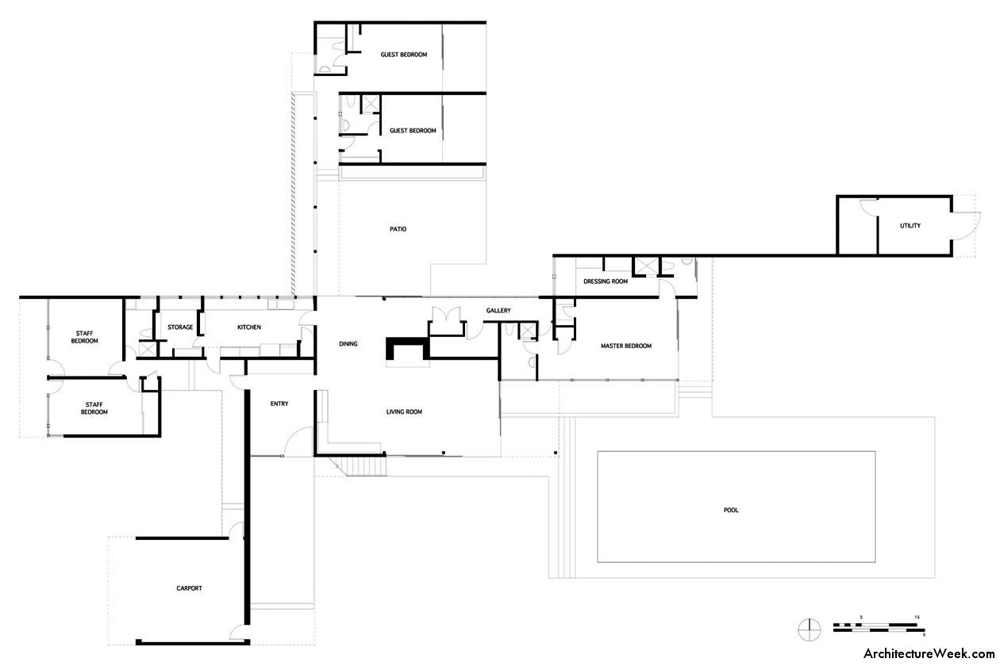 GUEST BEDROOM
GUEST BEDROOM
PATIO
UTILITY
DRESSING ROOM
GALLERY
STORAGE
KITCHEN
STAFF
BEDROOM
DINING
MASTER BEDROOM
STAFF
BEDROOM
ENTRY
LIVING ROOM
POOL
CARPORT
5
15
5
ArchitectureWeek.com